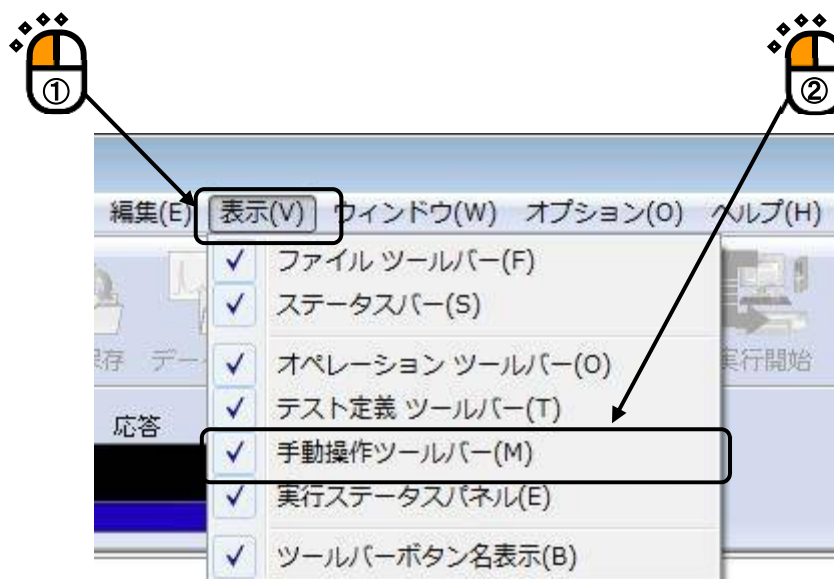 ①
②
編集(E) 表示(V) ウィンドウ(W) オプション(O) ヘルプ(H)
ファイル ツールバー(F)
ステータスバー(S)
存 デー
実行開始
オペレーション ツールバー(O)
テスト定義 ツールバー(T)
応答
手動操作ツールバー(M)
実行ステータスパネル(E)
ツールバーボタン名表示(B)